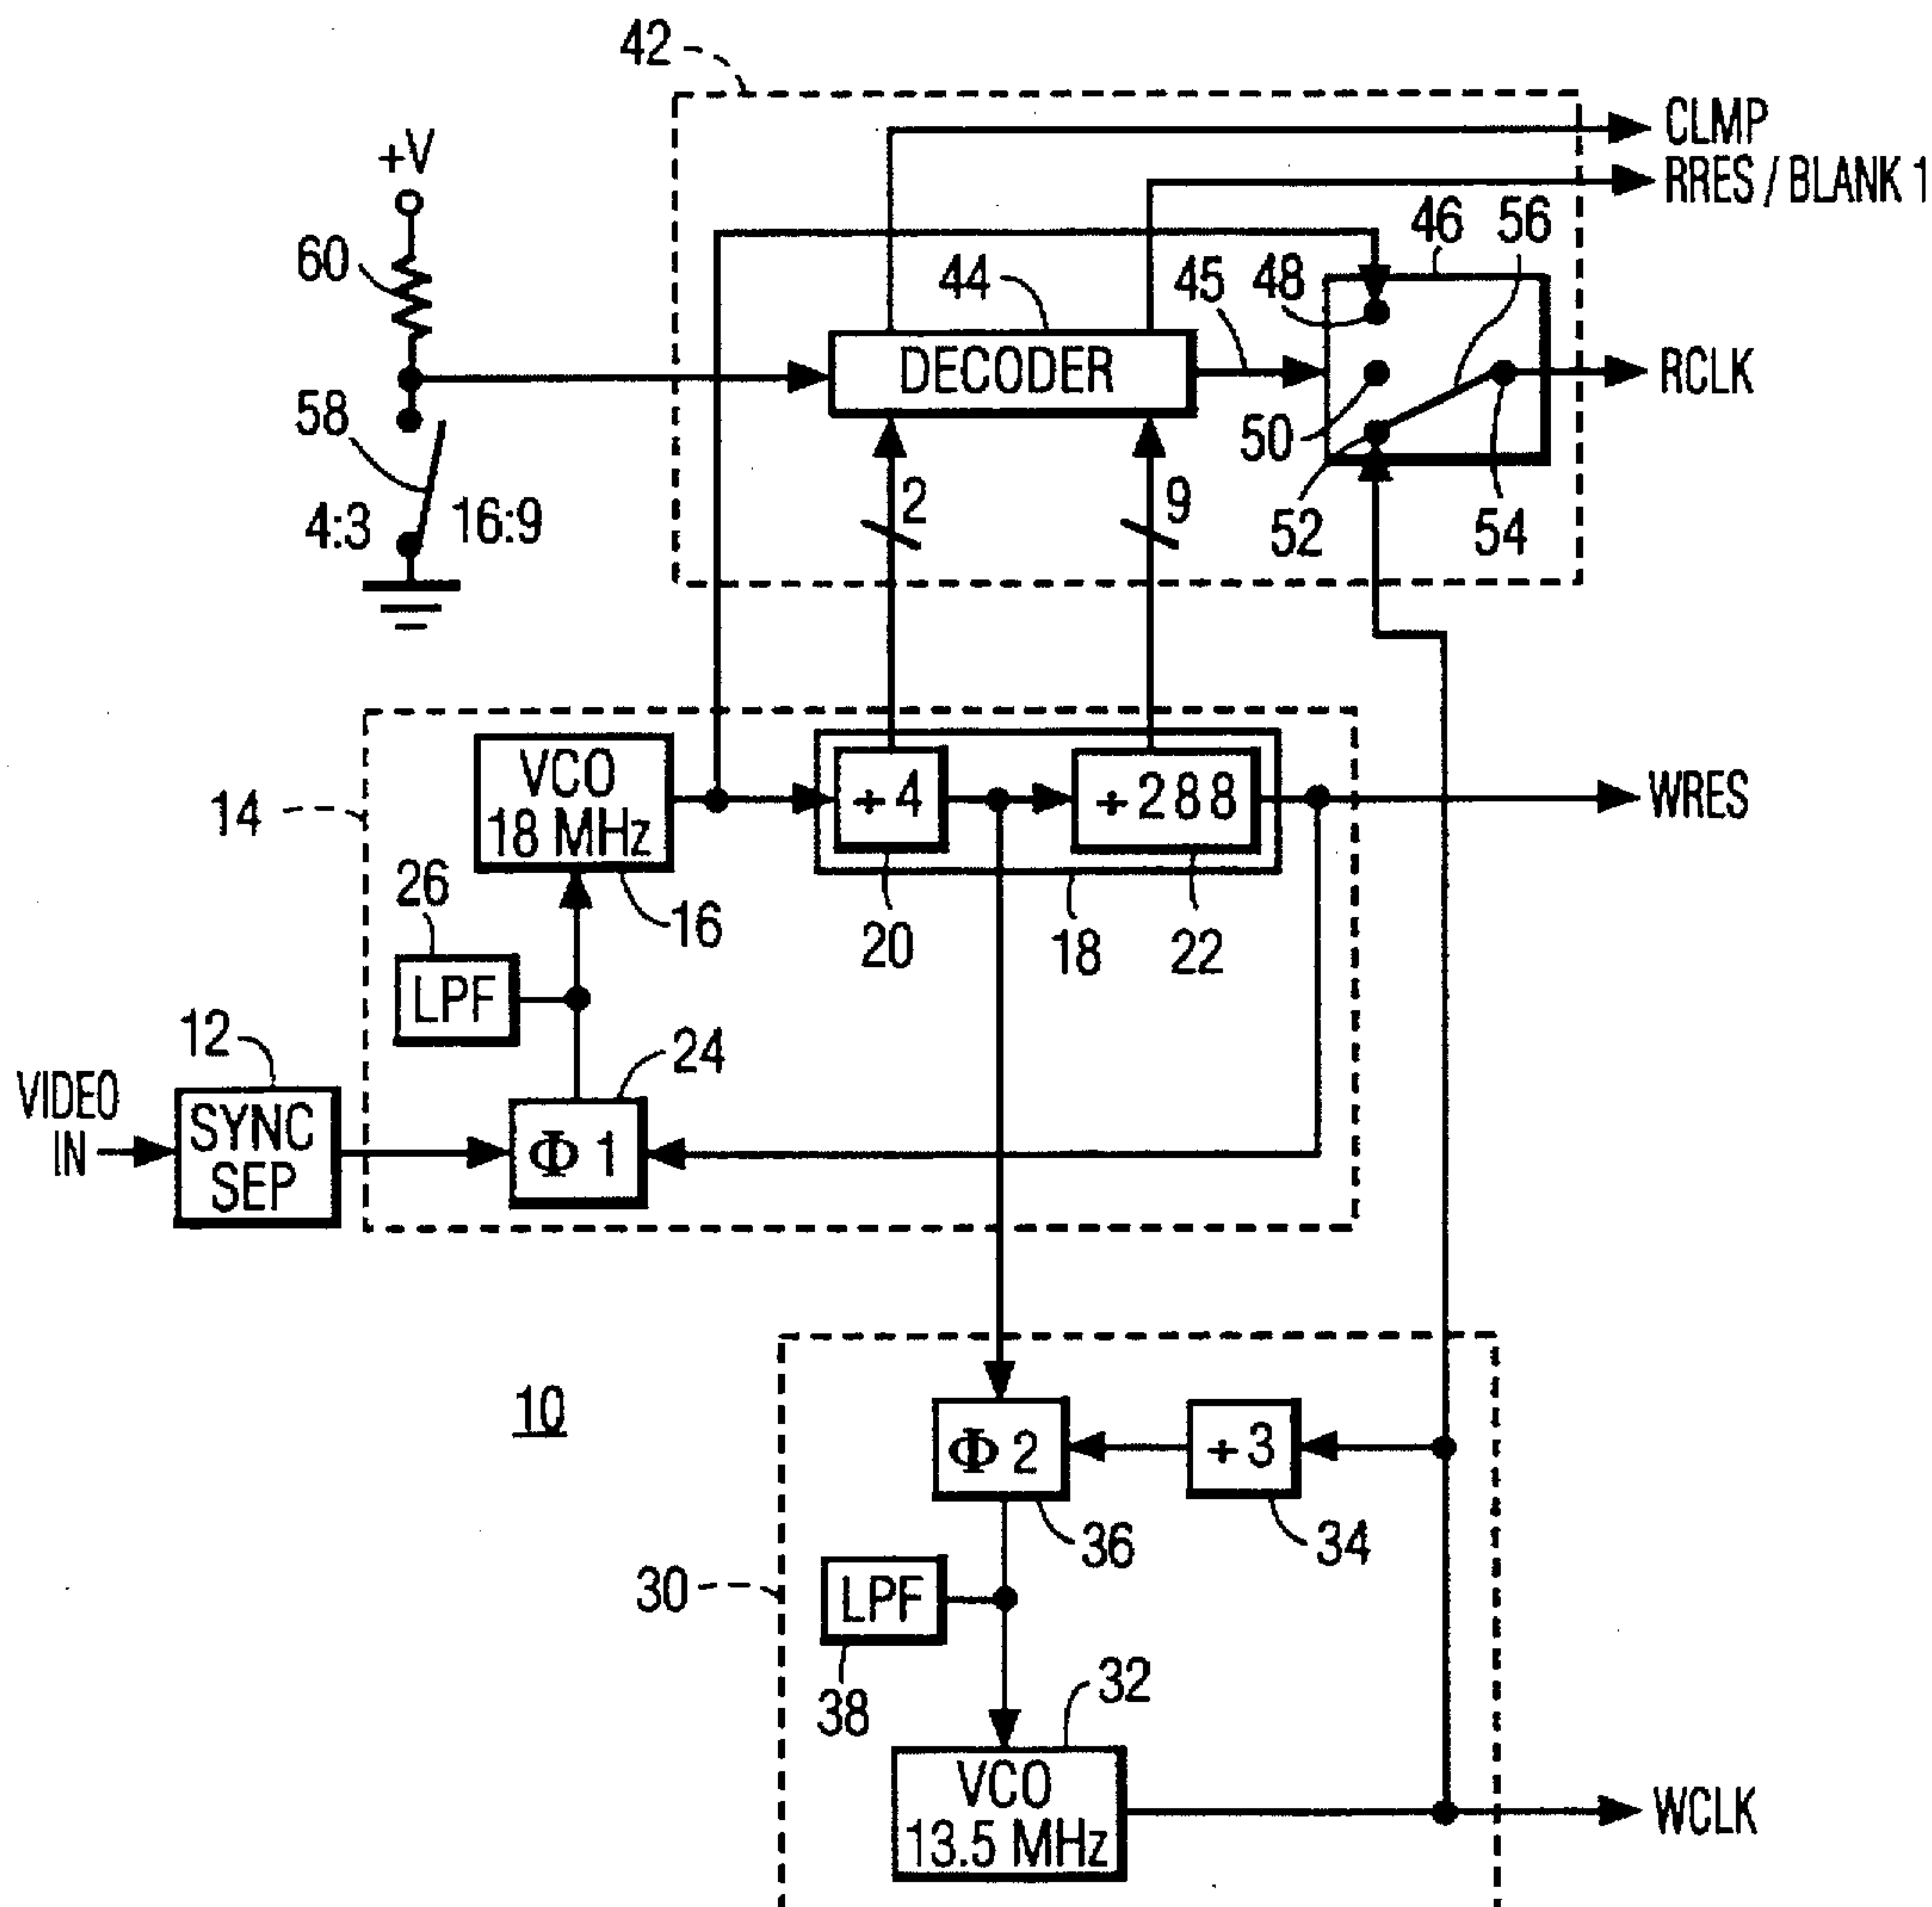 42
CLMP
RRES / BLANK 1
+V
60
44
45
48
46
56
DECODER
RCLK
58
50
4:3
16:9
2
9
52
54
VCO
18 MHz
÷4
÷288
WRES
14
26
16
20
18
22
LPF
12
24
VIDEO
IN
SYNC
SEP
Φ 1
10
Φ 2
÷3
36
34
30
LPF
38
32
VCO
13.5 MHz
WCLK